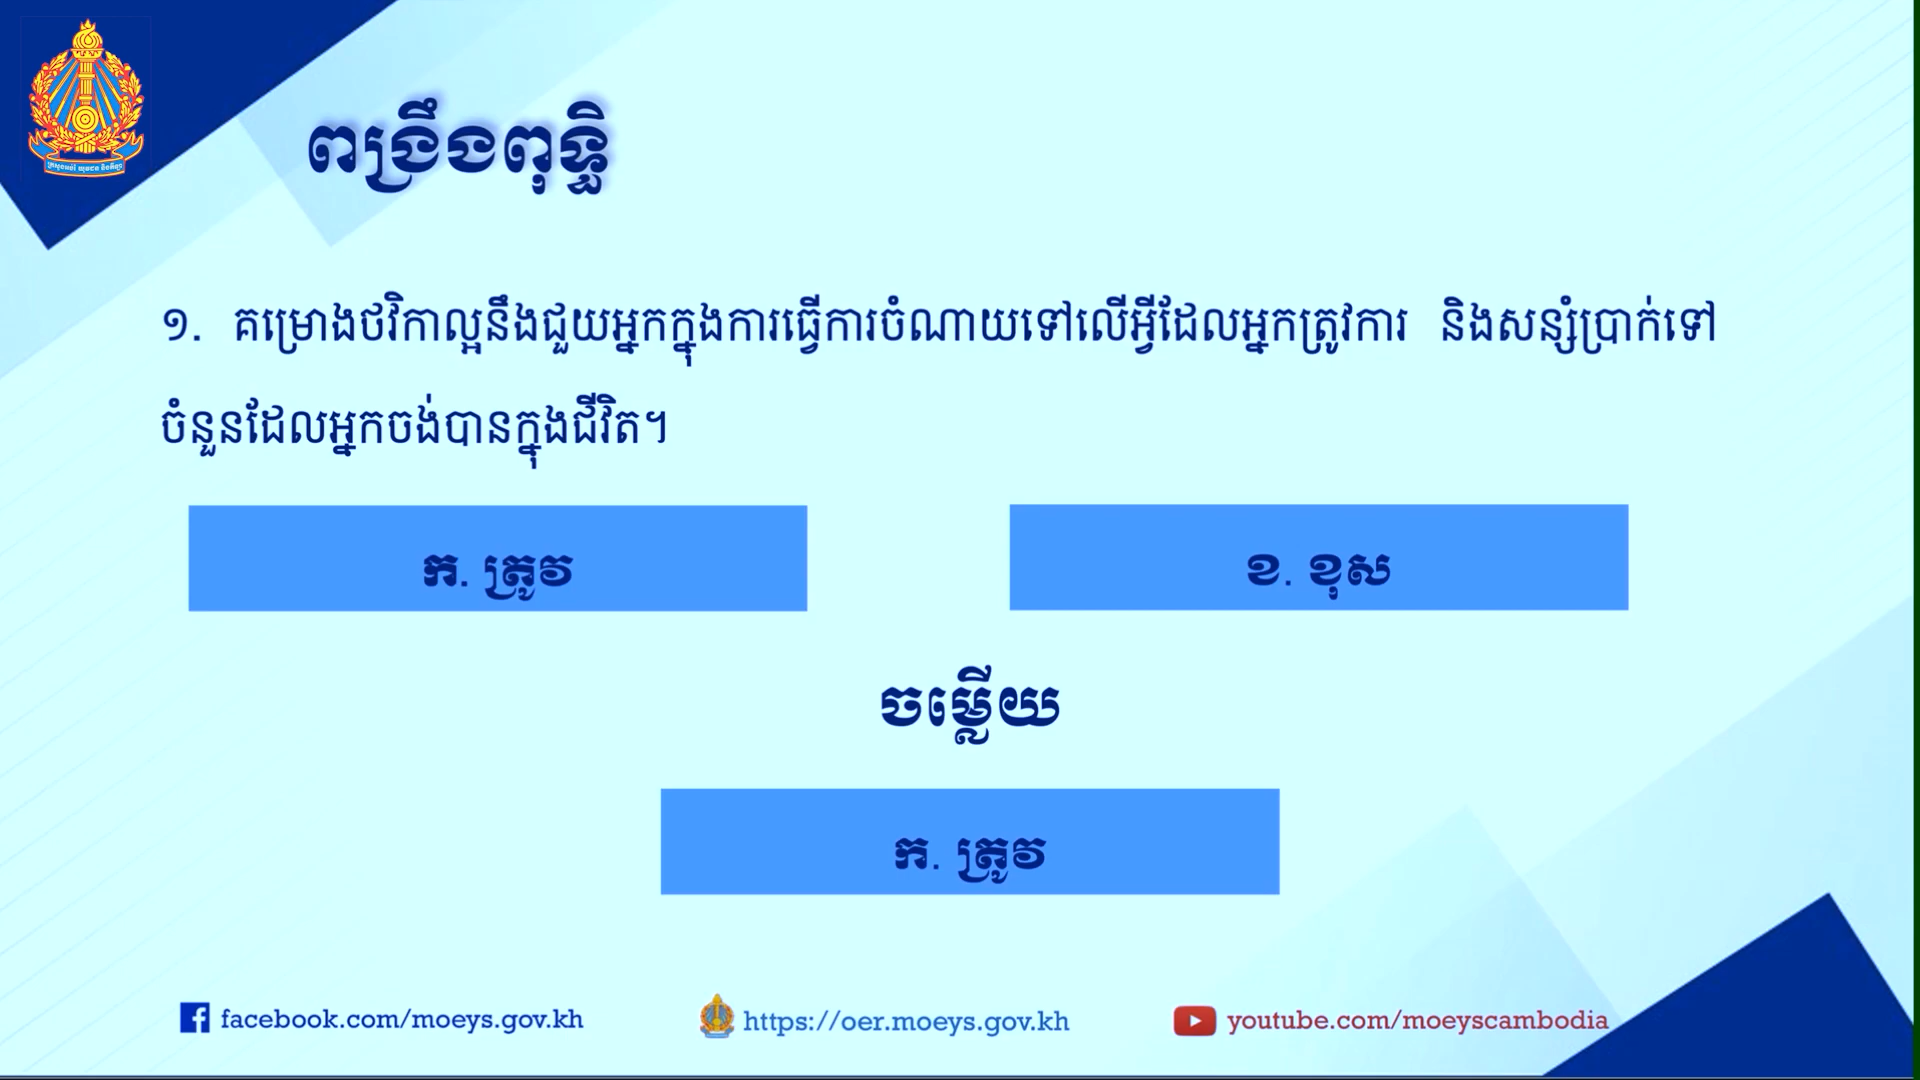 ពង្រឹងពុទ្ធិ
១. គម្រោងថវិកាល្អនឹងជួយអ្នកក្នុងការធ្វើការចំណាយទៅលើអ្វីដែលអ្នកត្រូវការ និងសន្សំប្រាក់ទៅ
ចំនួនដែលអ្នកចង់បានក្នុងជីវិត។
ក. ត្រូវ
ខ. ខុស
ចម្លើយ
ក. ត្រូវ
facebook.com/moeys.gov.kh
https://oer.moeys.gov.kh
youtube.com/moeyscambodia